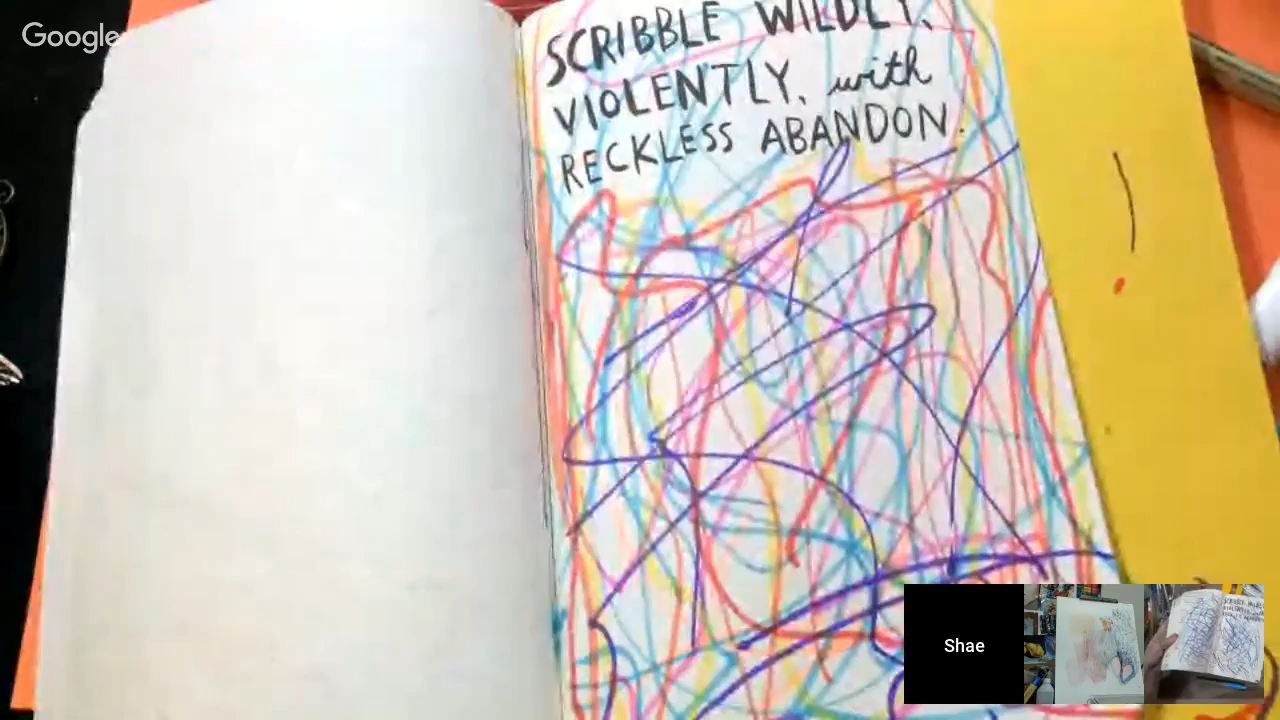 Google
SCRIBBLE WILDLY,
VIOLENTLY, with
RECKLESS ABANDON.
Shae